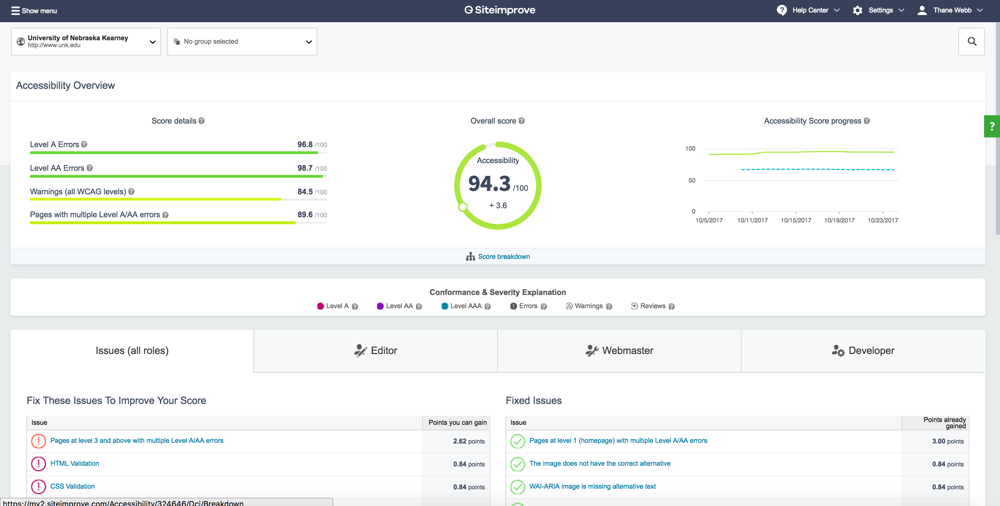 Show menu
Siteimprove
? Help Center
Settings
Thane Webb
University of Nebraska Kearney
http://www.unk.edu
No group selected
Accessibility Overview
Score details ?
Level A Errors ? 96.8 /100
Level AA Errors ? 98.7 /100
Warnings (all WCAG levels) ? 84.5 /100
Pages with multiple Level A/AA errors ? 89.6 /100
Overall score ?
Accessibility
94.3 /100
+ 3.6
Accessibility Score progress ?
100
50
0
10/5/2017 10/11/2017 10/15/2017 10/19/2017 10/23/2017
?
Score breakdown
Conformance & Severity Explanation
Level A ? Level AA ? Level AAA ? ! Errors ? Warnings ? Reviews ?
Issues (all roles)
Editor
Webmaster
Developer
Fix These Issues To Improve Your Score
Issue Points you can gain
! Pages at level 3 and above with multiple Level A/AA errors 2.62 points
! HTML Validation 0.84 points
! CSS Validation 0.84 points
Fixed Issues
Issue Points already
gained
Pages at level 1 (homepage) with multiple Level A/AA errors 3.00 points
The image does not have the correct alternative 0.84 points
WAI-ARIA image is missing alternative text 0.84 points
https://my2.siteimprove.com/Accessibility/324646/Dci/Breakdown